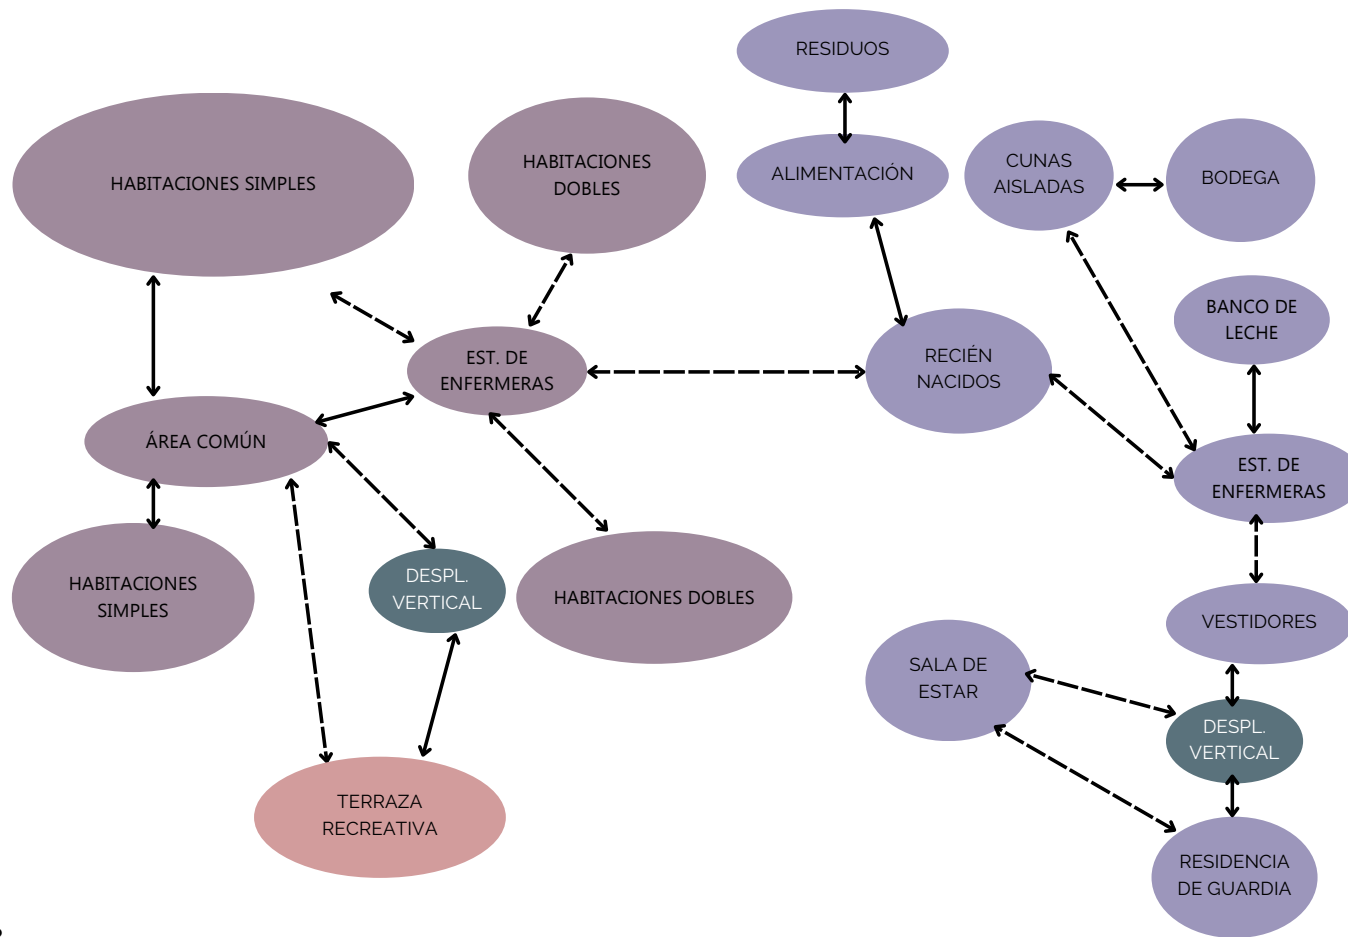 RESIDUOS
HABITACIONES SIMPLES
HABITACIONES
DOBLES
ALIMENTACIÓN
CUNAS
AISLADAS
BODEGA
BANCO DE
LECHE
EST. DE
ENFERMERAS
RECIÉN
NACIDOS
ÁREA COMÚN
EST. DE
ENFERMERAS
HABITACIONES
SIMPLES
DESPL.
VERTICAL
HABITACIONES DOBLES
VESTIDORES
SALA DE
ESTAR
DESPL.
VERTICAL
TERRAZA
RECREATIVA
RESIDENCIA
DE GUARDIA